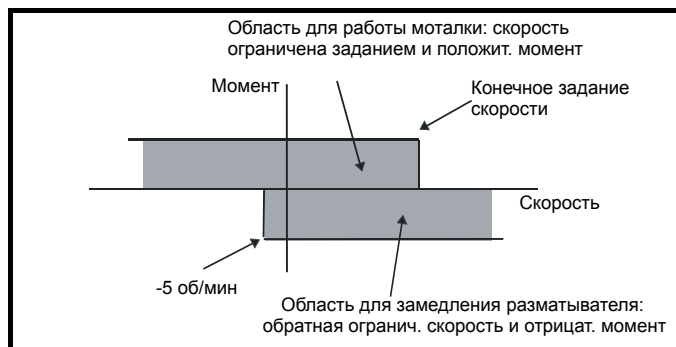 Область для работы моталки: скорость
ограничена заданием и положит. момент
Момент
Конечное задание
скорости
Скорость
-5 об/мин
Область для замедления разматывателя:
обратная огранич. скорость и отрицат. момент